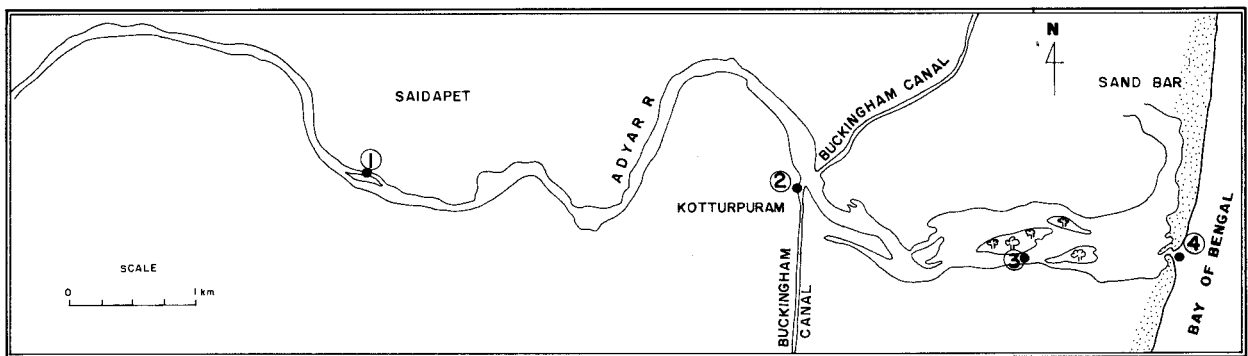 N
SAND BAR
SAIDAPET
BUCKINGHAM CANAL
ADYAR R
1
2
KOTTURPURAM
3
4
BAY OF BENGAL
BUCKINGHAM
CANAL
SCALE
0 1 km